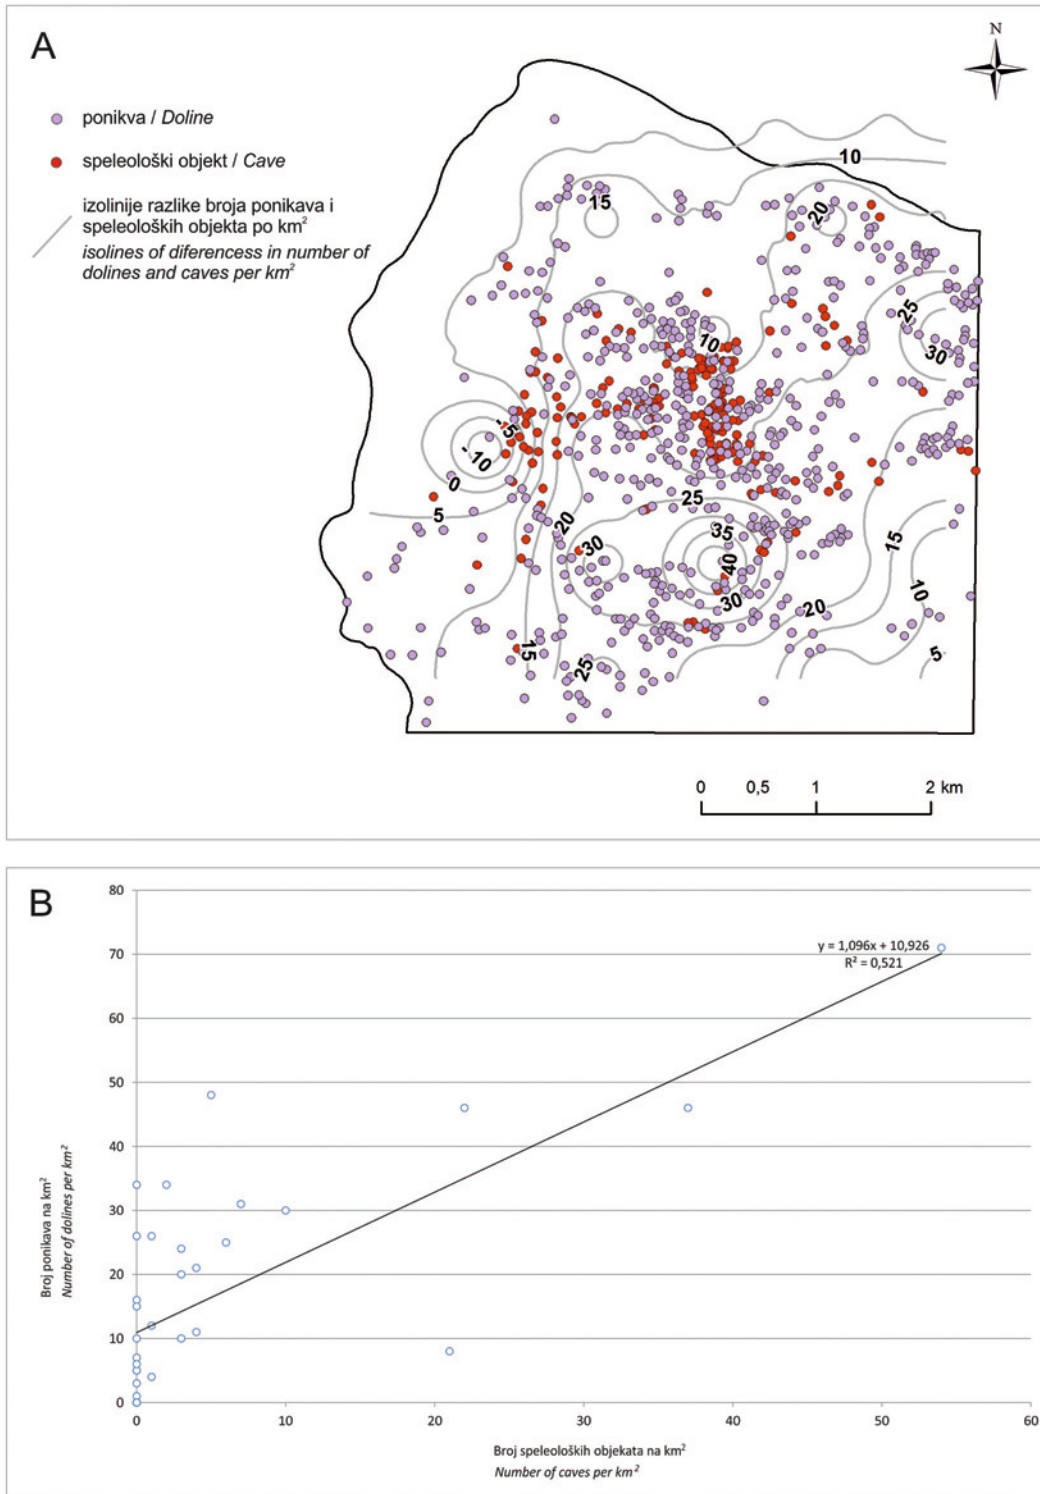 A
N
ponikva / Doline
speleološki objekt / Cave
izolinije razlike broja ponikava i
speleoloških objekta po km²
isolines of diferencess in number of
dolines and caves per km²
10
15
20
25
30
10
-5
-10
0
5
25
20
30
35
40
30
15
20
10
15
25
5
0 0,5 1 2 km
B
80
70
60
50
40
30
20
10
0
y = 1,096x + 10,926
R² = 0,521
Broj ponikava na km²
Number of dolines per km²
0 10 20 30 40 50 60
Broj speleoloških objekata na km²
Number of caves per km²